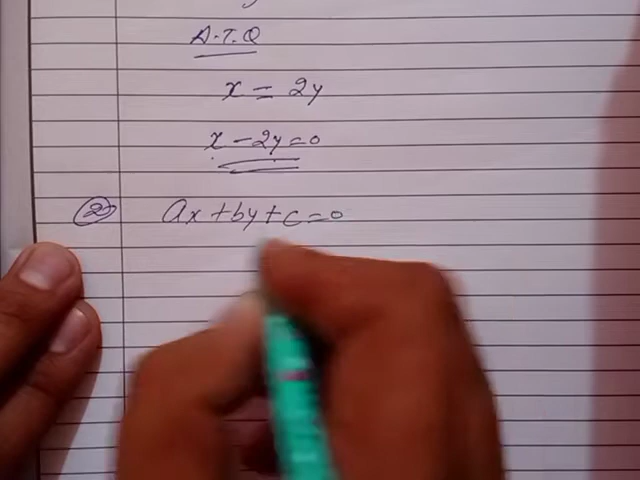 A.T.Q
x = 2y
x - 2y = 0
② ax + by + c = 0